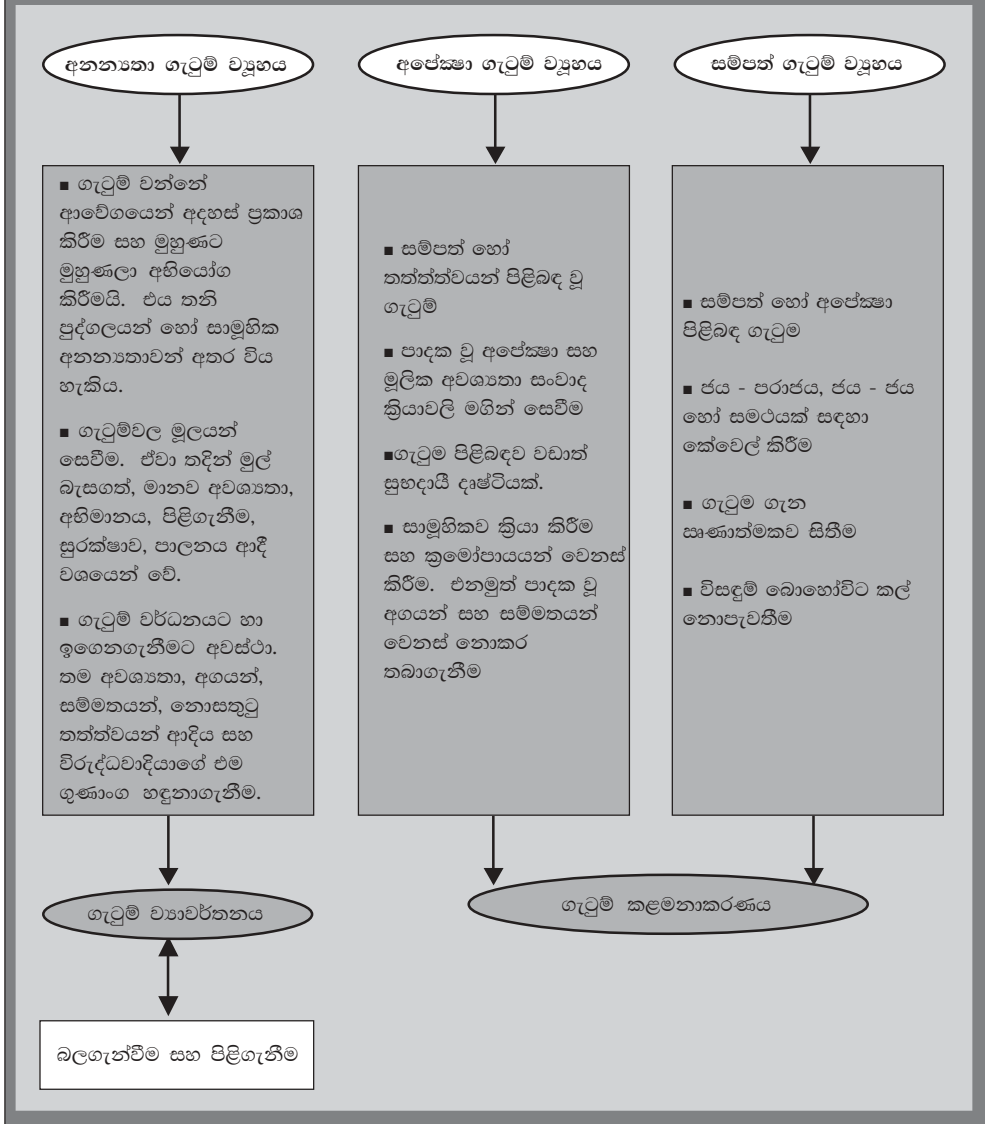 අනන්‍යතා ගැටුම් ව්‍යූහය
■ ගැටුම් වන්නේ
ආවේගයෙන් අදහස් ප්‍රකාශ
කිරීම සහ මුහුණට
මුහුණලා අභියෝග
කිරීමයි. එය තනි
පුද්ගලයන් හෝ සාමූහික
අනන්‍යතාවන් අතර විය
හැකිය.
■ ගැටුම්වල මූලයන්
සෙවීම. ඒවා තදින් මුල්
බැසගත්, මානව අවශ්‍යතා,
අභිමානය, පිළිගැනීම,
සුරක්ෂාව, පාලනය ආදී
වශයෙන් වේ.
■ ගැටුම් වර්ධනයට හා
ඉගෙනගැනීමට අවස්ථා.
තම අවශ්‍යතා, අගයන්,
සම්මතයන්, නොසතුටු
තත්ත්වයන් ආදිය සහ
විරුද්ධවාදියාගේ එම
ගුණාංග හඳුනාගැනීම.
ගැටුම් ව්‍යාවර්තනය
බලගැන්වීම සහ පිළිගැනීම
අපේක්‍ෂා ගැටුම් ව්‍යූහය
■ සම්පත් හෝ
තත්ත්ත්වයන් පිළිබඳ වූ
ගැටුම්
■ පාදක වූ අපේක්‍ෂා සහ
මූලික අවශ්‍යතා සංවාද
ක්‍රියාවලි මගින් සෙවීම
■ගැටුම පිළිබඳව වඩාත්
සුභදායී දෘෂ්ටියක්.
■ සාමූහිකව ක්‍රියා කිරීම
සහ ක්‍රමෝපායයන් වෙනස්
කිරීම. එනමුත් පාදක වූ
අගයන් සහ සම්මතයන්
වෙනස් නොකර
තබාගැනීම
සම්පත් ගැටුම් ව්‍යූහය
■ සම්පත් හෝ අපේක්‍ෂා
පිළිබඳ ගැටුම
■ ජය - පරාජය, ජය - ජය
හෝ සමථයක් සඳහා
කේවෙල් කිරීම
■ ගැටුම ගැන
ඍණාත්මකව සිතීම
■ විසඳුම් බොහෝවිට කල්
නොපැවතීම
ගැටුම් කළමනාකරණය